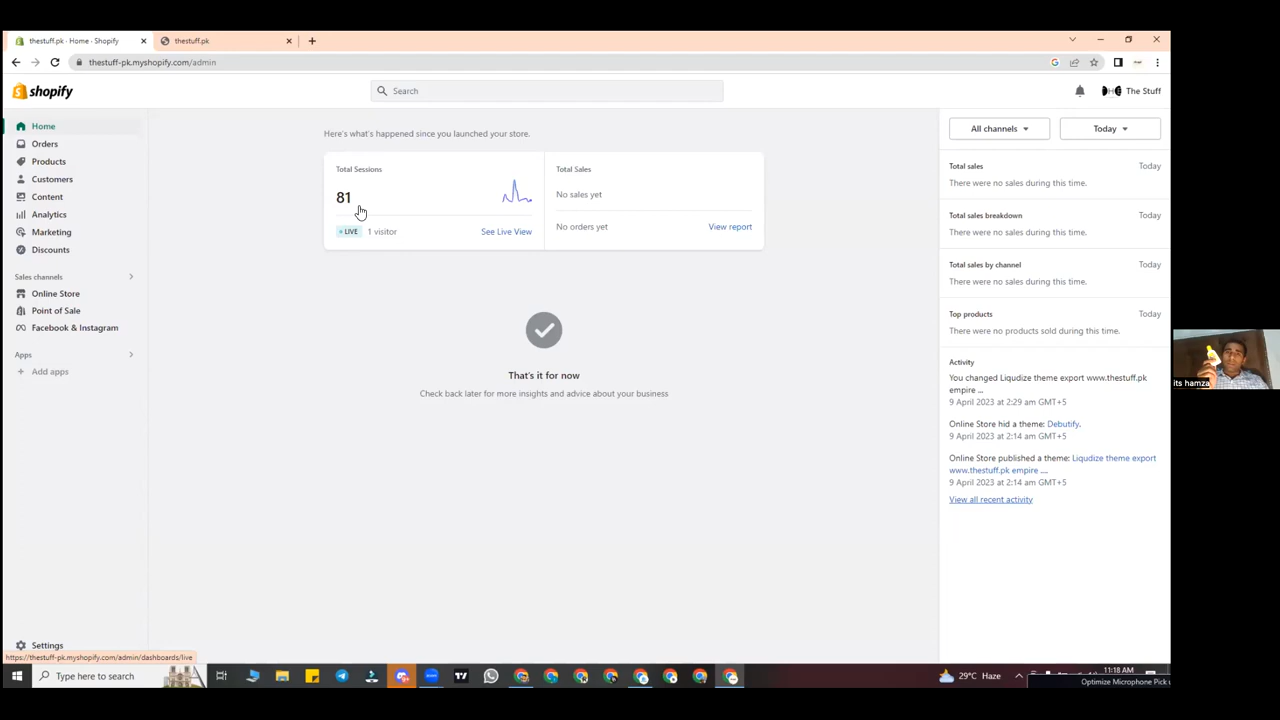 thestuff.pk · Home · Shopify
thestuff.pk
thestuff-pk.myshopify.com/admin
shopify
Search
The Stuff
Home
Orders
Products
Customers
Content
Analytics
Marketing
Discounts
Sales channels
Online Store
Point of Sale
Facebook & Instagram
Apps
Add apps
Settings
Here's what's happened since you launched your store.
Total Sessions
81
LIVE 1 visitor
See Live View
Total Sales
No sales yet
No orders yet
View report
That's it for now
Check back later for more insights and advice about your business
All channels
Today
Total sales Today
There were no sales during this time.
Total sales breakdown Today
There were no sales during this time.
Total sales by channel Today
There were no sales during this time.
Top products Today
There were no products sold during this time.
Activity
You changed Liqudize theme export www.thestuff.pk
empire ...
9 April 2023 at 2:29 am GMT+5
Online Store hid a theme: Debutify.
9 April 2023 at 2:14 am GMT+5
Online Store published a theme: Liqudize theme export
www.thestuff.pk empire ....
9 April 2023 at 2:14 am GMT+5
View all recent activity
its hamza
https://thestuff-pk.myshopify.com/admin/dashboards/live
Type here to search
29°C Haze
11:18 AM
Optimize Microphone Pick